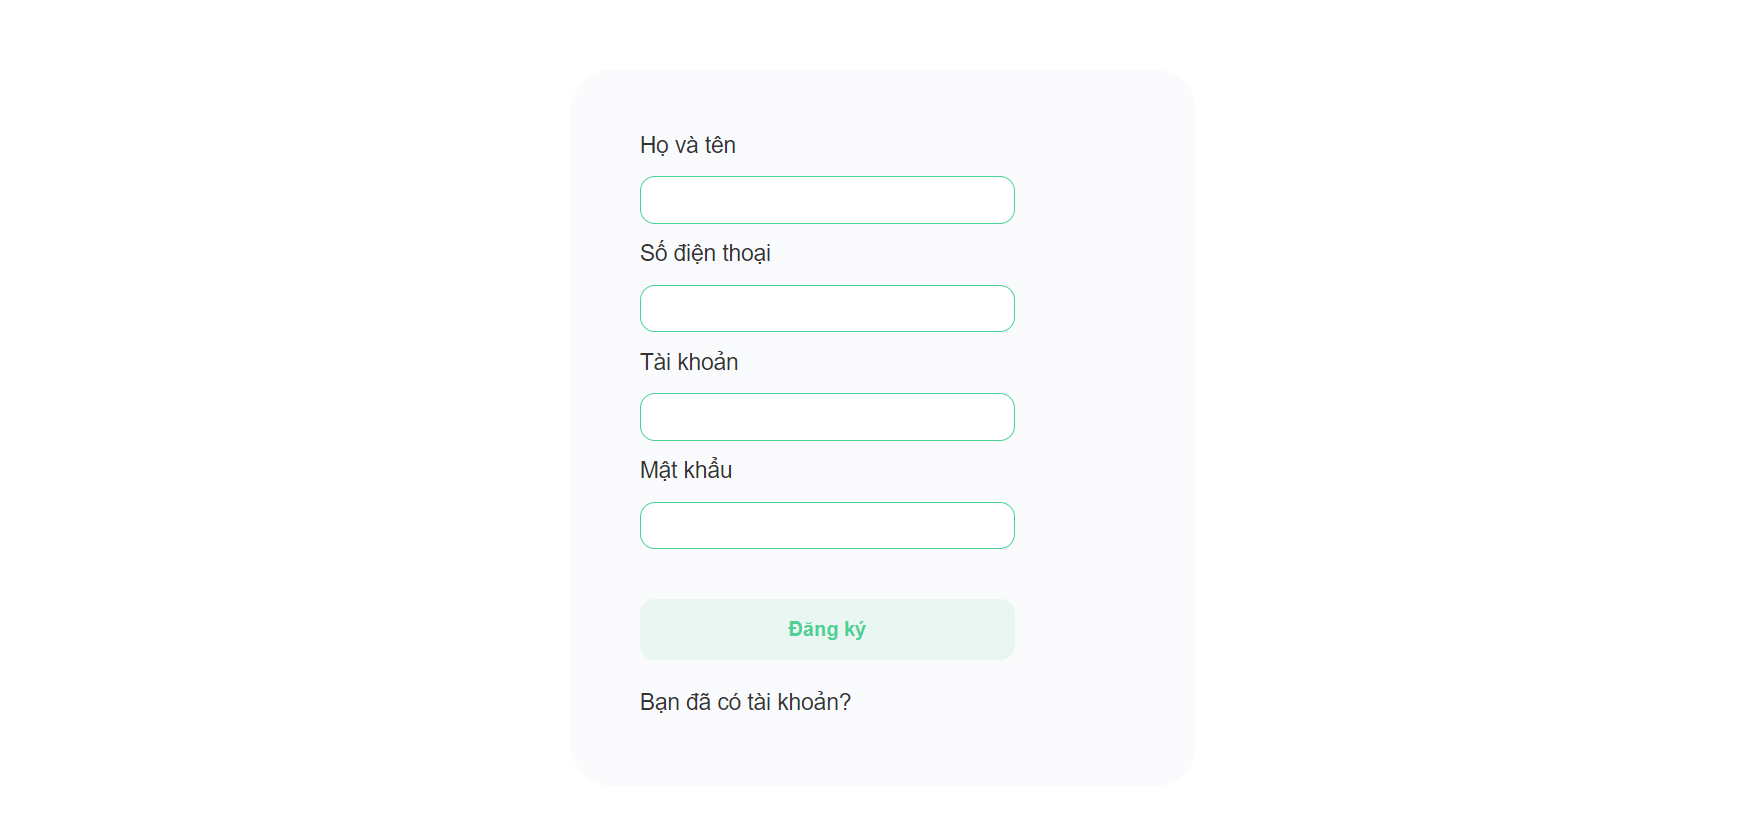 Họ và tên
Số điện thoại
Tài khoản
Mật khẩu
Đăng ký
Bạn đã có tài khoản?